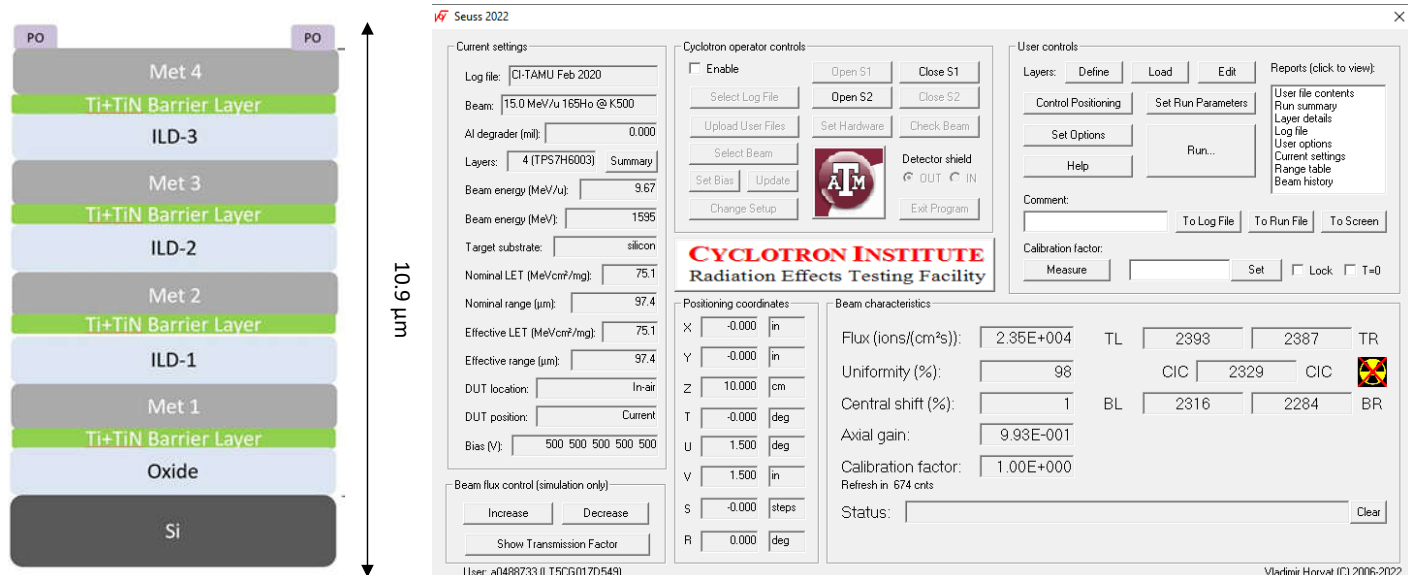 PO PO
Met 4
Ti+TiN Barrier Layer
ILD-3
Met 3
Ti+TiN Barrier Layer
ILD-2
Met 2
Ti+TiN Barrier Layer
ILD-1
Met 1
Ti+TiN Barrier Layer
Oxide
Si
10.9 μm
Seuss 2022
Current settings
Log file: CI-TAMU Feb 2020
Beam: 15.0 MeV/u 165Ho @ K500
Al degrader (mil): 0.000
Layers: 4 (TPS7H6003) Summary
Beam energy (MeV/u): 9.67
Beam energy (MeV): 1595
Target substrate: silicon
Nominal LET (MeVcm²/mg): 75.1
Nominal range (µm): 97.4
Effective LET (MeVcm²/mg): 75.1
Effective range (µm): 97.4
DUT location: In-air
DUT position: Current
Bias (V): 500 500 500 500 500
Beam flux control (simulation only)
Increase Decrease
Show Transmission Factor
User: a0488733 (LT5CG017D549)
Cyclotron operator controls
Enable Open S1 Close S1
Select Log File Open S2 Close S2
Upload User Files Set Hardware Check Beam
Select Beam
Set Bias Update
Change Setup
A T M
Detector shield
OUT IN
Exit Program
CYCLOTRON INSTITUTE
Radiation Effects Testing Facility
Positioning coordinates
X -0.000 in
Y -0.000 in
Z 10.000 cm
T -0.000 deg
U 1.500 deg
V 1.500 in
S -0.000 steps
R 0.000 deg
User controls
Layers: Define Load Edit
Control Positioning Set Run Parameters
Set Options
Run...
Help
Reports (click to view):
User file contents
Run summary
Layer details
Log file
User options
Current settings
Range table
Beam history
Comment:
To Log File To Run File To Screen
Calibration factor:
Measure Set Lock T=0
Beam characteristics
Flux (ions/(cm²s)): 2.35E+004 TL 2393 2387 TR
Uniformity (%): 98 CIC 2329 CIC
Central shift (%): 1 BL 2316 2284 BR
Axial gain: 9.93E-001
Calibration factor: 1.00E+000
Refresh in 674 cnts
Status: Clear
Vladimir Horvat (C) 2006-2022